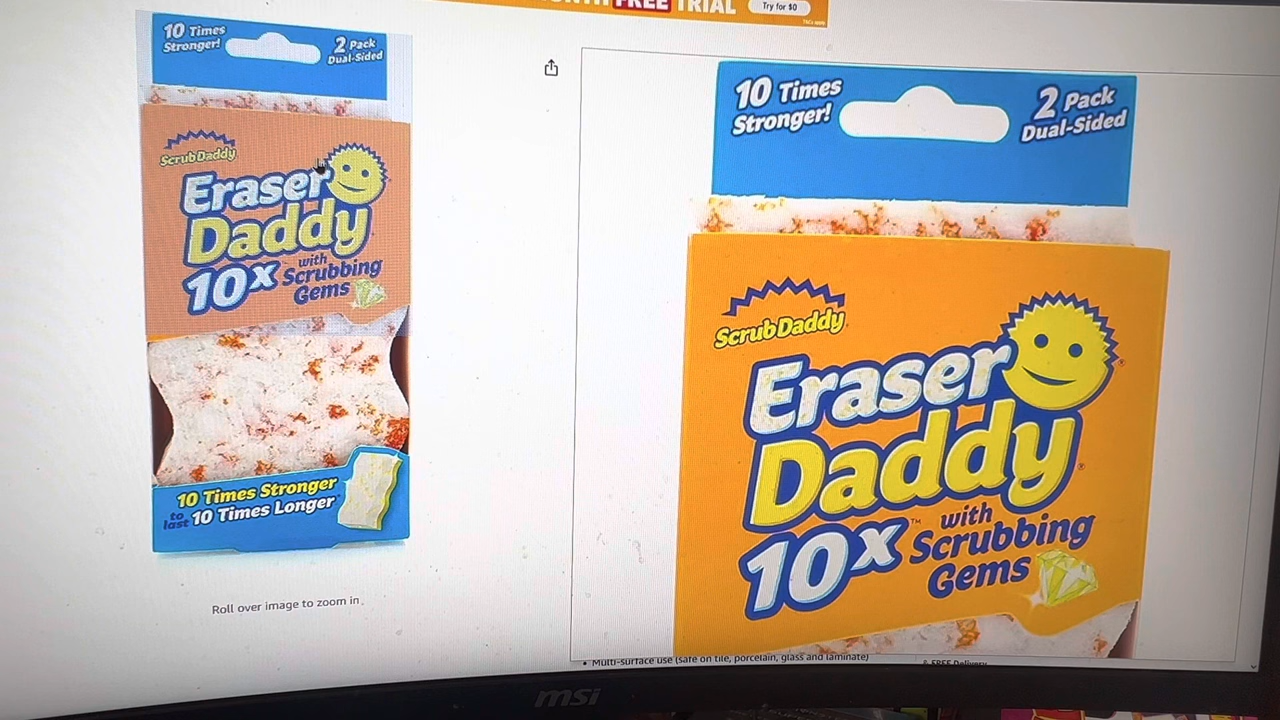 FREE TRIAL
Try for $0
10 Times
Stronger!
2 Pack
Dual-Sided
ScrubDaddy
Eraser
Daddy
10x with
Scrubbing
Gems
10 Times Stronger
to last 10 Times Longer
Roll over image to zoom in
10 Times
Stronger!
2 Pack
Dual-Sided
ScrubDaddy
Eraser
Daddy®
10x™ with
Scrubbing
Gems
• Multi-surface use (safe on tile, porcelain, glass and laminate)
& FREE Delivery
msi